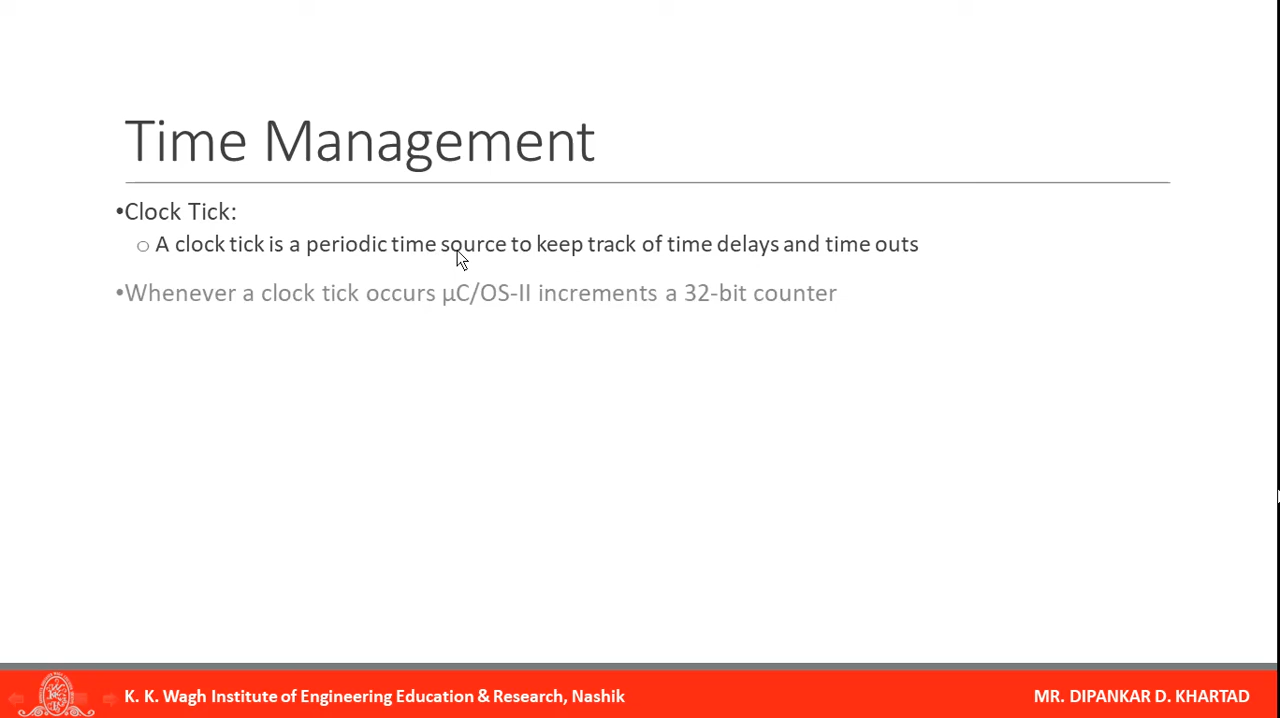 Time Management
•Clock Tick:
○ A clock tick is a periodic time source to keep track of time delays and time outs
•Whenever a clock tick occurs µC/OS-II increments a 32-bit counter
K. K. Wagh Institute of Engineering Education & Research, Nashik
MR. DIPANKAR D. KHARTAD